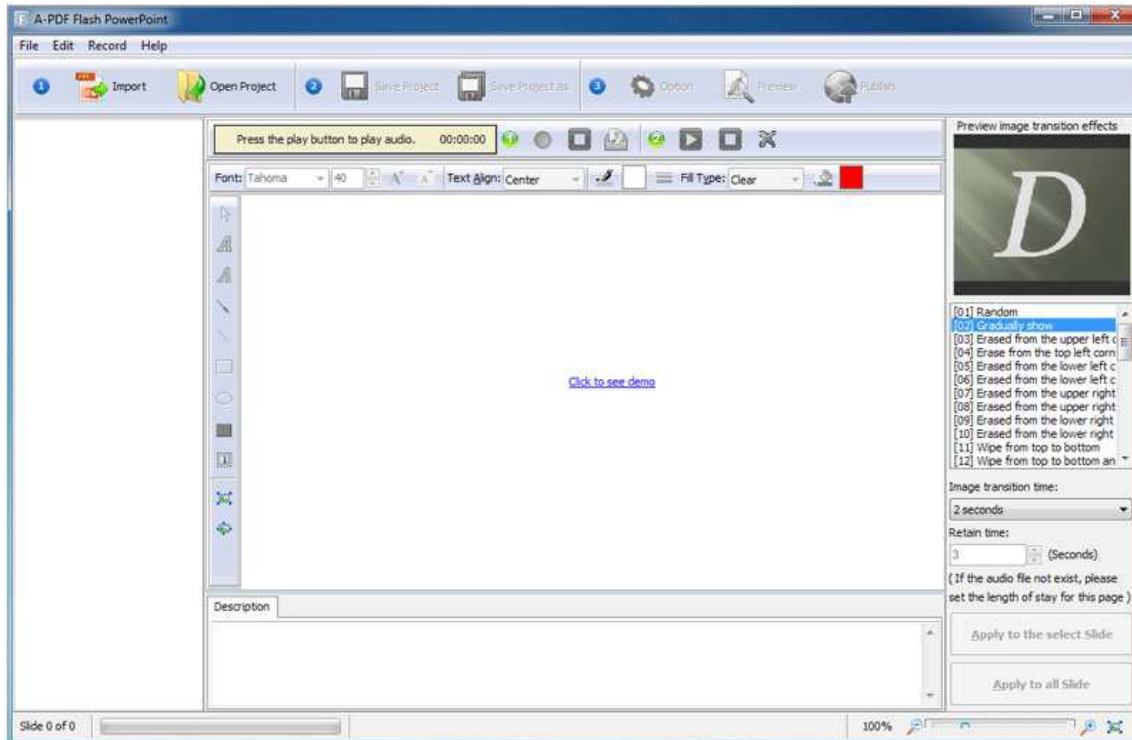 A-PDF Flash PowerPoint
File Edit Record Help
1 Import Open Project 2 Save Project Save Project as 3 Option Preview Publish
Press the play button to play audio. 00:00:00
Font: Tahoma 40 A A Text Align: Center Fill Type: Clear
Click to see demo
Description
Preview image transition effects
D
[01] Random
[02] Gradually show
[03] Erased from the upper left c
[04] Erase from the top left corn
[05] Erased from the lower left c
[06] Erased from the lower left c
[07] Erased from the upper right
[08] Erased from the upper right
[09] Erased from the lower right
[10] Erased from the lower right
[11] Wipe from top to bottom
[12] Wipe from top to bottom an
Image transition time:
2 seconds
Retain time:
3 (Seconds)
( If the audio file not exist, please
set the length of stay for this page )
Apply to the select Slide
Apply to all Slide
Slide 0 of 0 100%